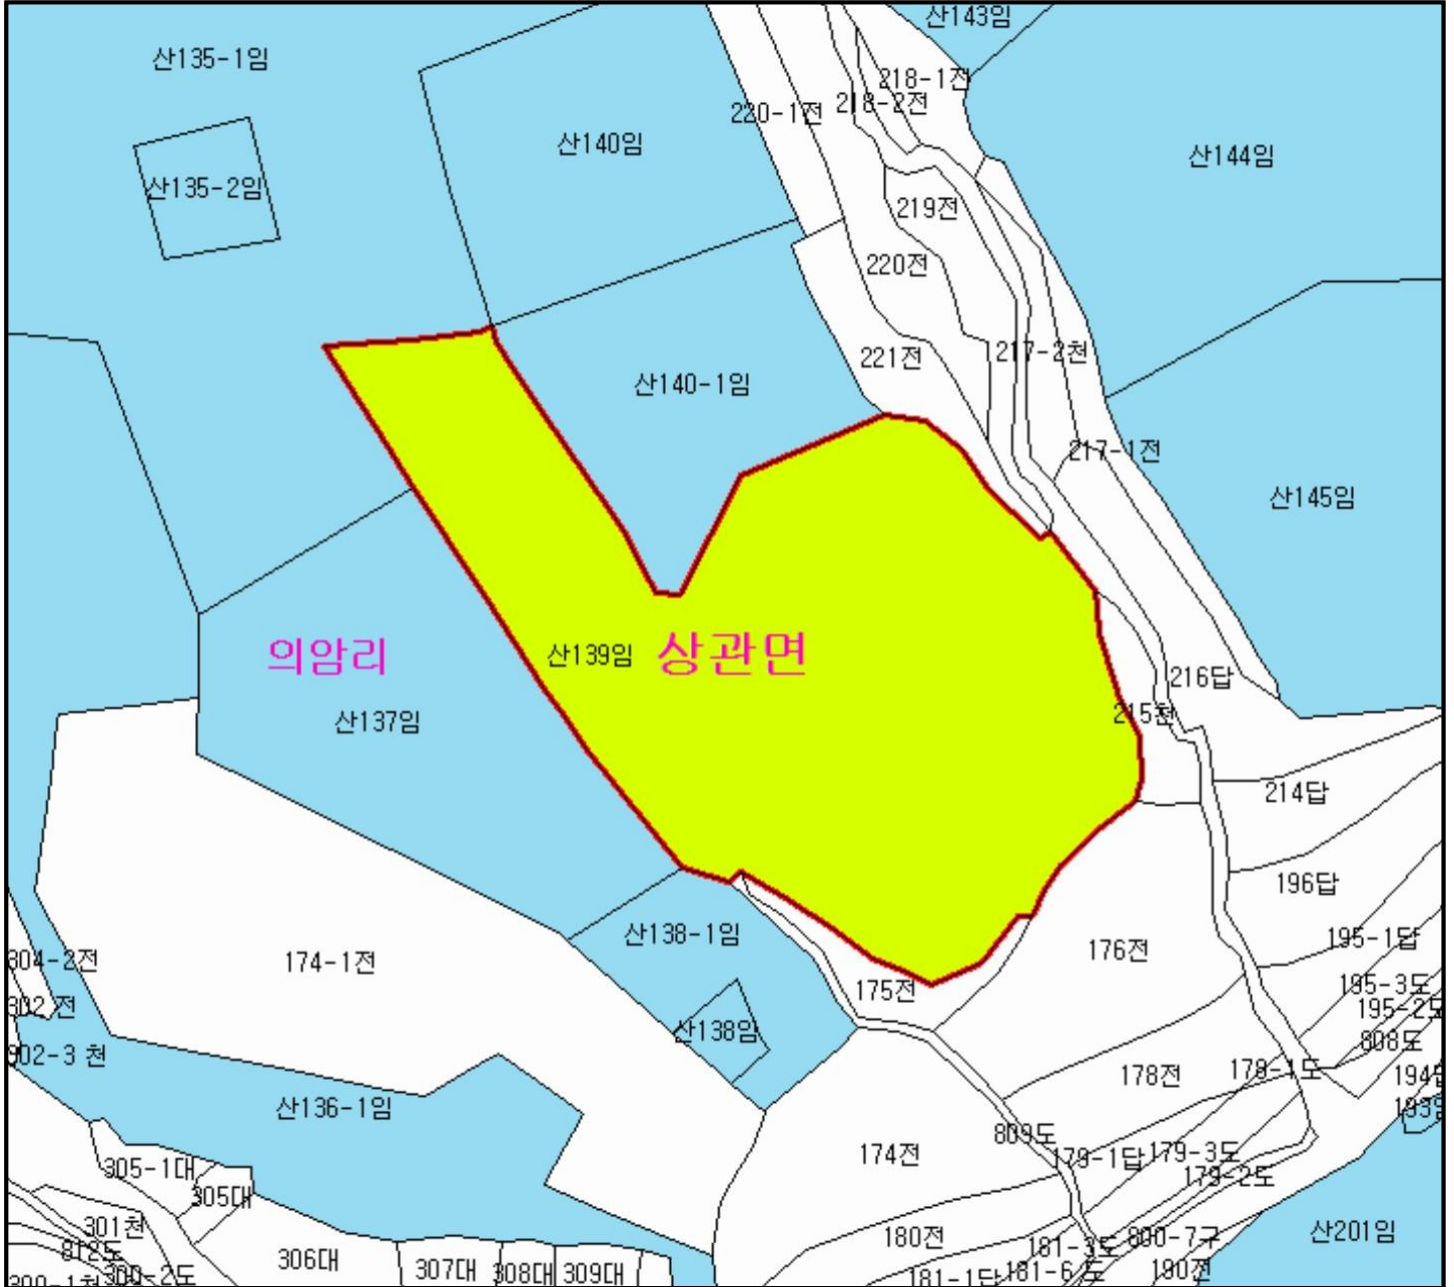 산143임
산135-1임
218-1전
218-2전
220-1전
산140임
산144임
산135-2임
219전
220전
217-2천
221전
산140-1임
217-1전
산145임
의암리
산139임
상관면
216답
215천
산137임
214답
196답
산138-1임
195-1답
176전
304-2전
174-1전
195-3도
175전
302 전
195-2도
산138임
808도
302-3 천
178전
178-1도
산136-1임
809도
179-1답
179-3도
174전
305-1대
179-2도
305대
301천
180전
800-7구
산201임
812도
181-3도
306대
307대
308대
309대
300-2도
181-1답
181-6 도
190전